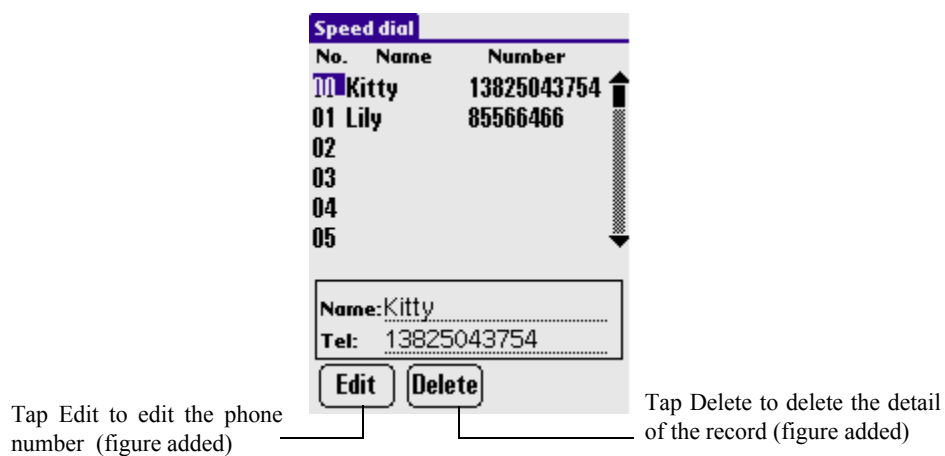 Speed dial
No. Name Number
00 Kitty 13825043754
01 Lily 85566466
02
03
04
05
Name: Kitty
Tel: 13825043754
Edit Delete
Tap Edit to edit the phone
number (figure added)
Tap Delete to delete the detail
of the record (figure added)